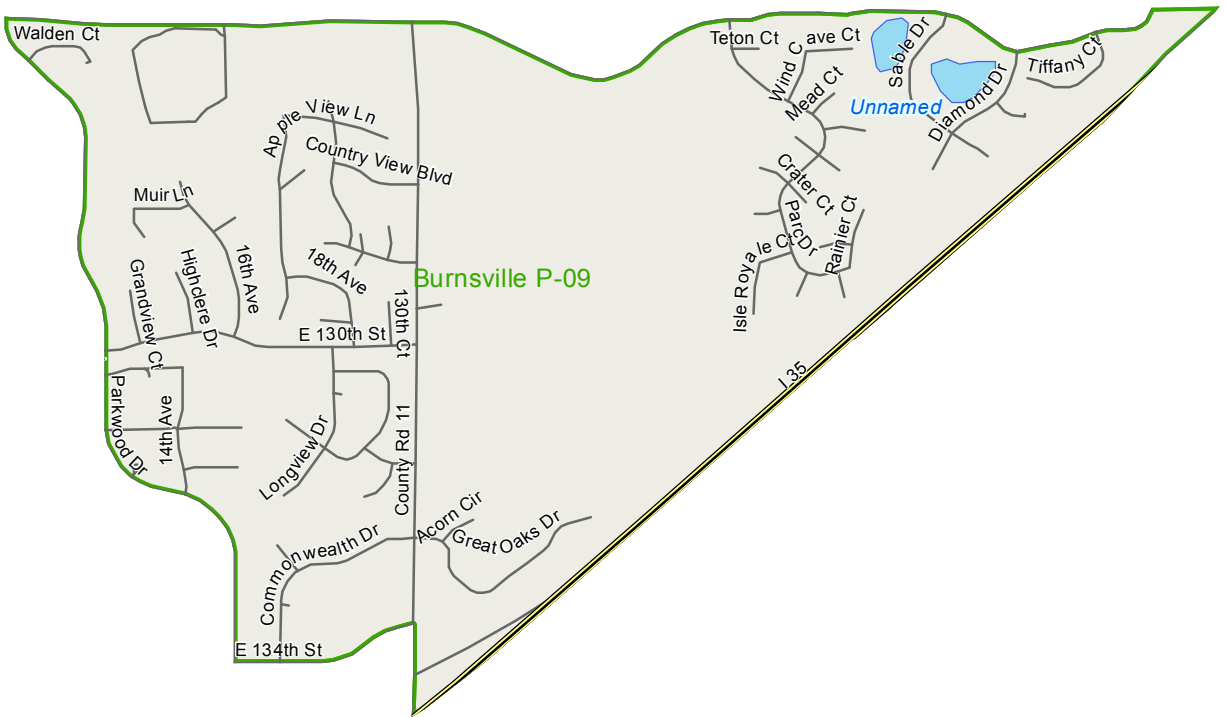 Walden Ct
Teton Ct
Wind Cave Ct
Sable Dr
Tiffany Ct
Mead Ct
Unnamed
Diamond Dr
Apple View Ln
Country View Blvd
Muir Ln
Crater Ct
Parc Dr
Rainier Ct
Isle Royale Ct
16th Ave
18th Ave
Highclere Dr
Grandview Ct
Burnsville P-09
130th Ct
E 130th St
I 35
Parkwood Dr
14th Ave
Longview Dr
County Rd 11
Acorn Cir
Great Oaks Dr
Commonwealth Dr
E 134th St